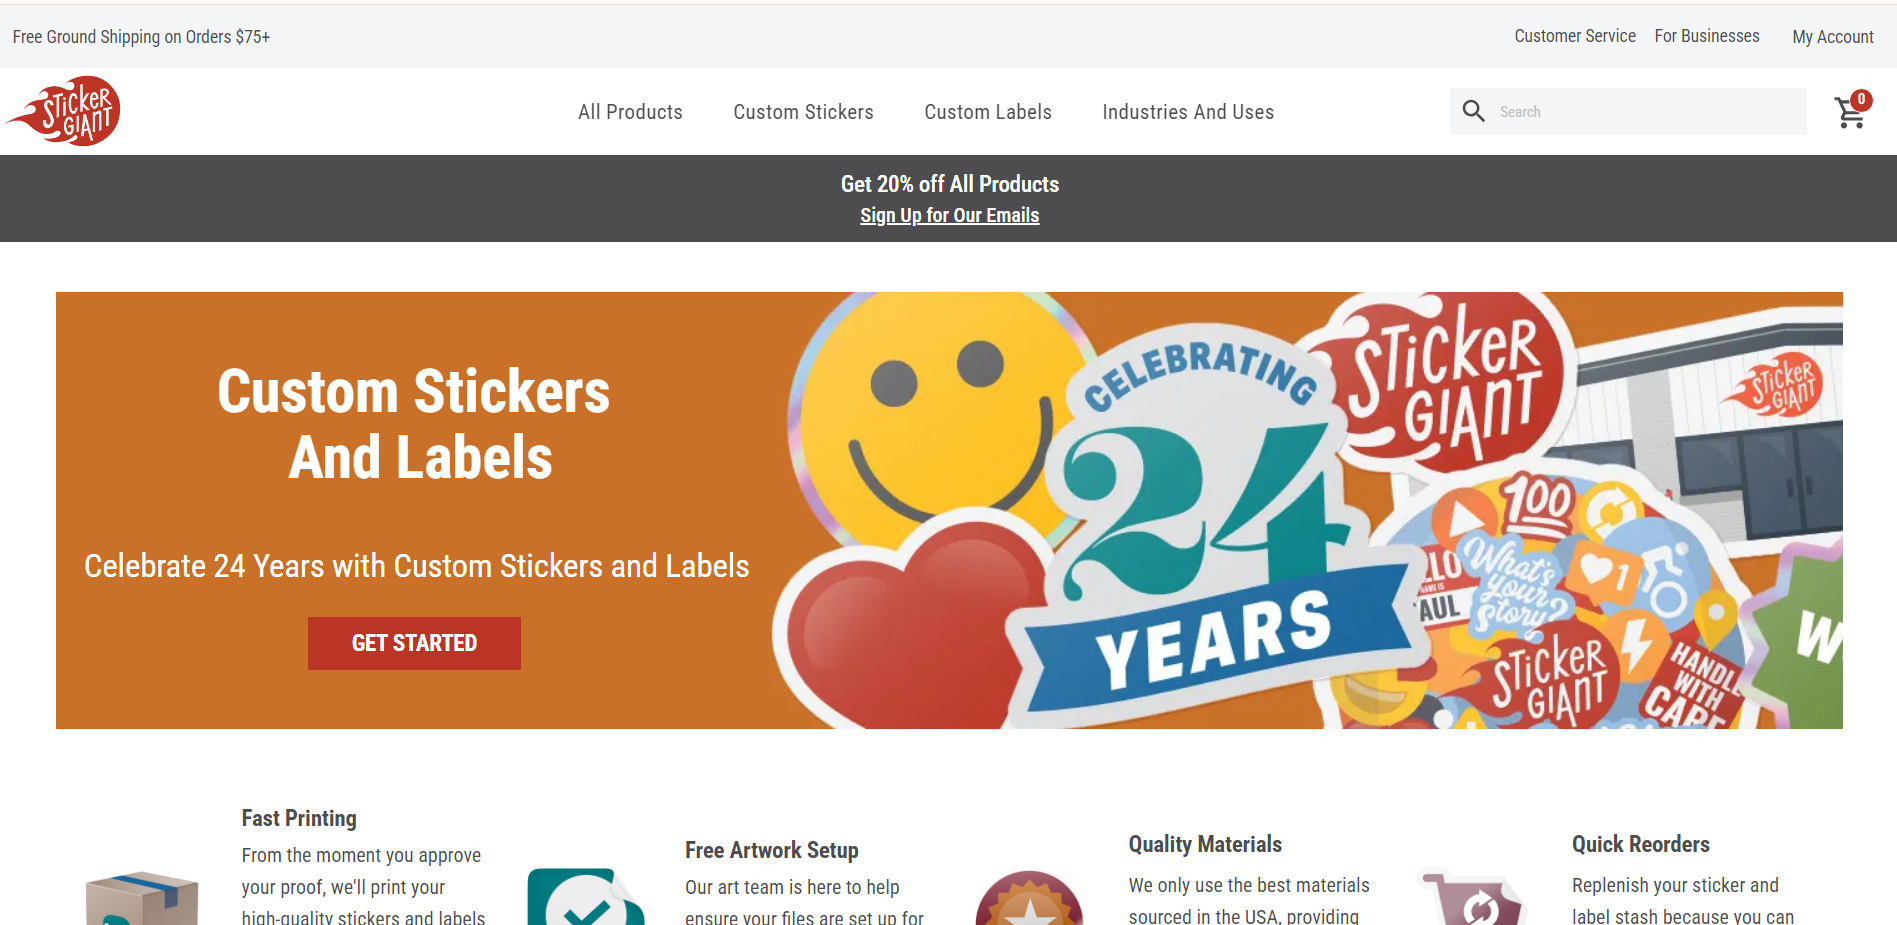 Free Ground Shipping on Orders $75+
Customer Service
For Businesses
My Account
STICKER
GIANT
All Products
Custom Stickers
Custom Labels
Industries And Uses
Search
0
Get 20% off All Products
Sign Up for Our Emails
Custom Stickers
And Labels
Celebrate 24 Years with Custom Stickers and Labels
GET STARTED
CELEBRATING
24
YEARS
STICKER
GIANT
STICKER
GIANT
100
What's
your
story?
1
STICKER
GIANT
HANDLE
WITH
CARE
Fast Printing
From the moment you approve
your proof, we'll print your
high-quality stickers and labels
Free Artwork Setup
Our art team is here to help
ensure your files are set up for
Quality Materials
We only use the best materials
sourced in the USA, providing
Quick Reorders
Replenish your sticker and
label stash because you can